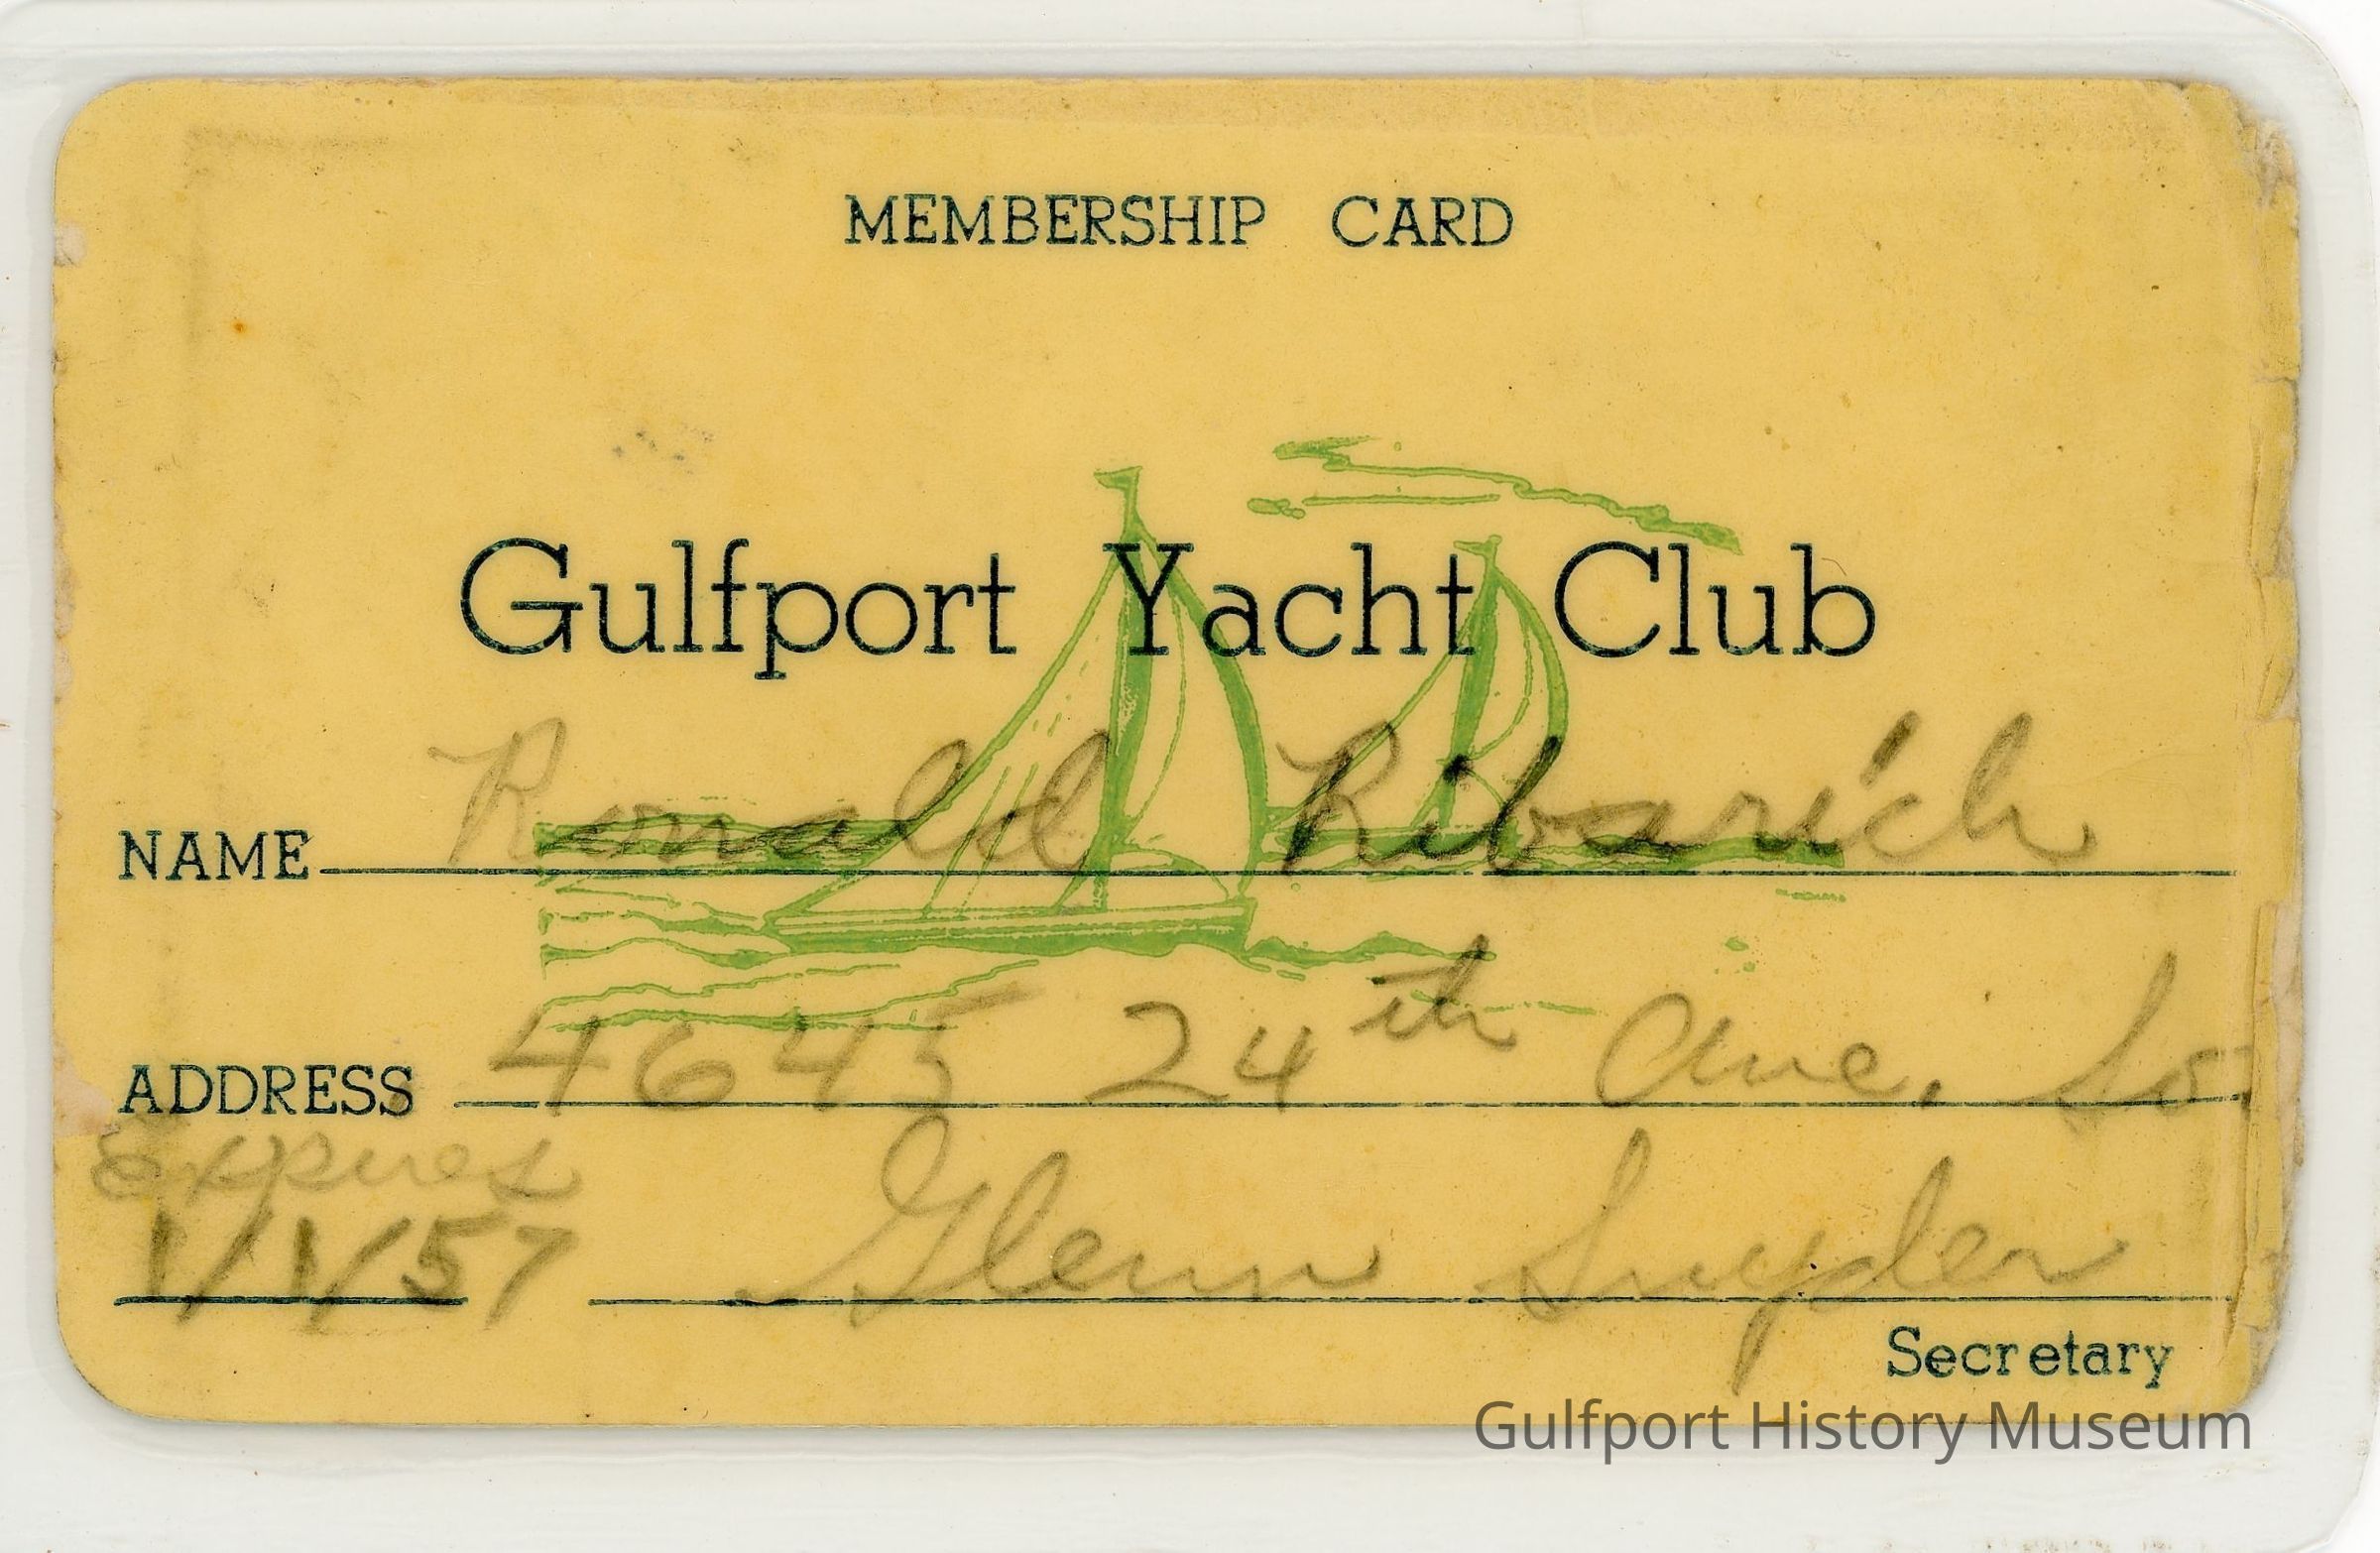 MEMBERSHIP CARD
Gulfport Yacht Club
NAME Ronald Ribarich
ADDRESS 4645 24th Ave. So.
Expires
1/1/57 Glenn Snyder
Secretary
Gulfport History Museum